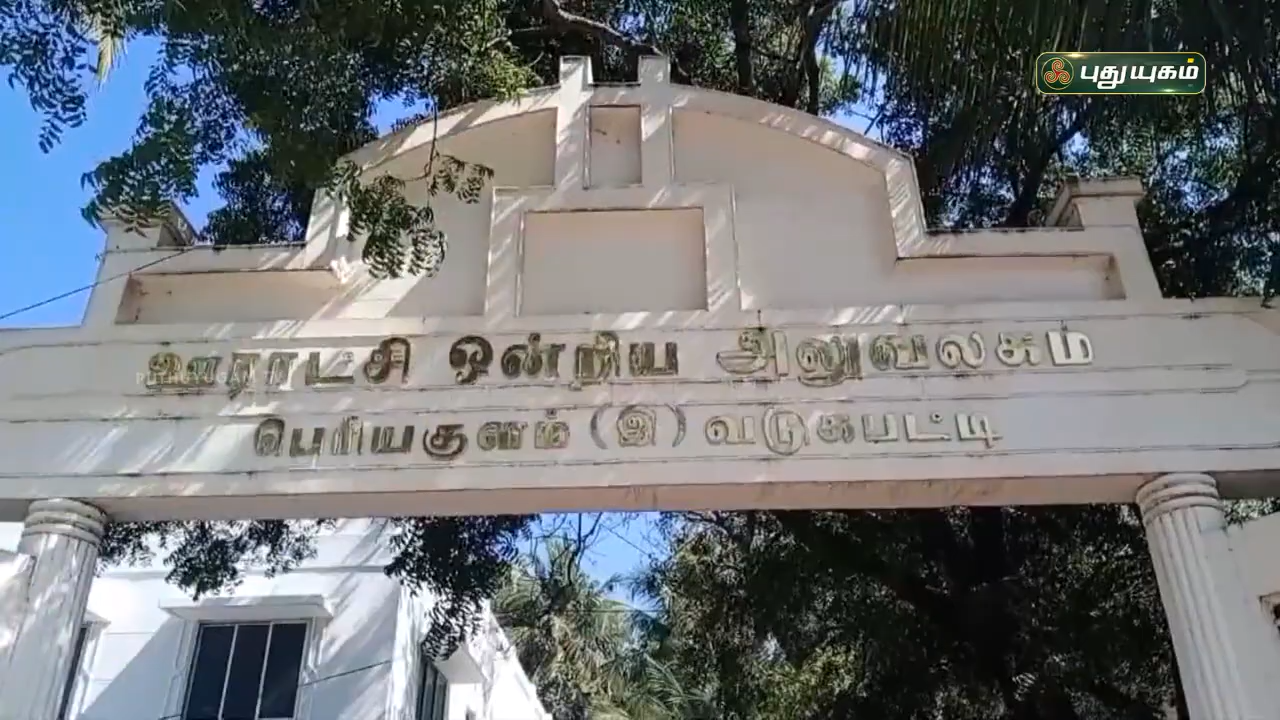 புதுயுகம்
ஊராட்சி ஒன்றிய அலுவலகம்
பெரியகுளம் (இ) வடுகபட்டி